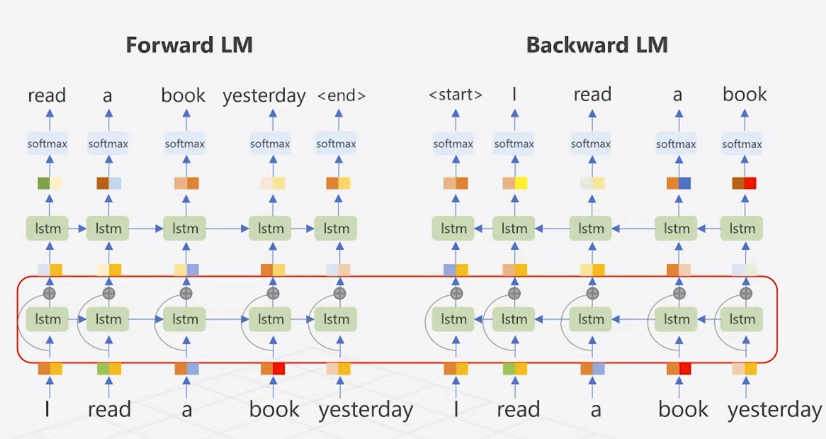 Forward LM Backward LM
read a book yesterday <end> <start> I read a book
softmax softmax softmax softmax softmax softmax softmax softmax softmax softmax
lstm lstm lstm lstm lstm lstm lstm lstm lstm lstm
lstm lstm lstm lstm lstm lstm lstm lstm lstm lstm
I read a book yesterday I read a book yesterday